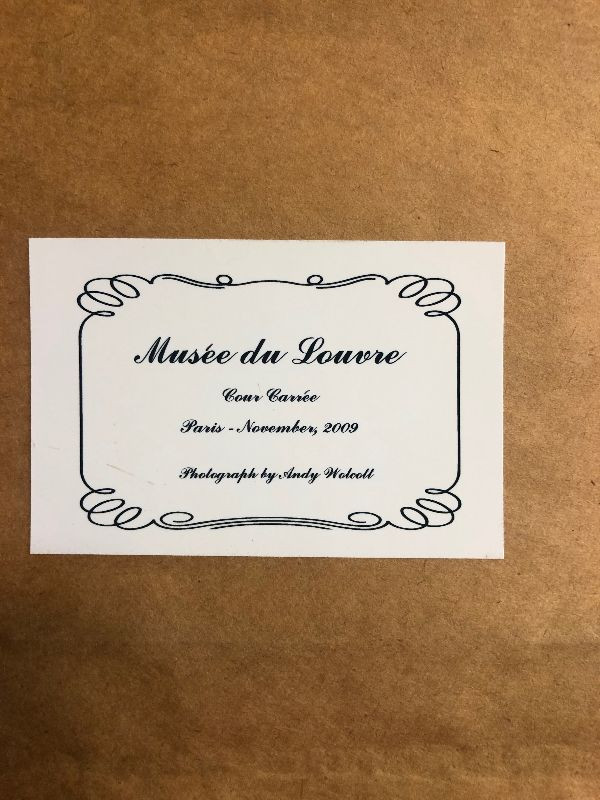 Musée du Louvre
Cour Carrée
Paris - November, 2009
Photograph by Andy Wolcott